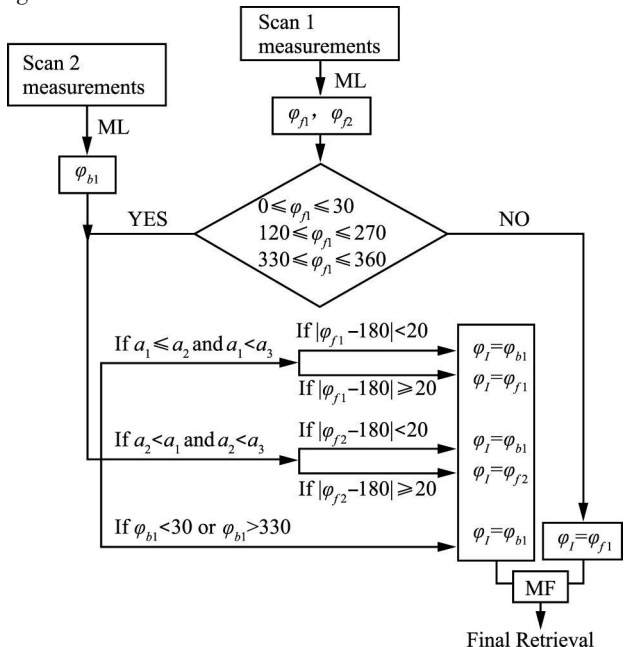 Scan 1
measurements
Scan 2
measurements
ML
ML
φf1, φf2
φb1
0≤φf1≤30
120≤φf1≤270
330≤φf1≤360
YES
NO
If |φf1−180|<20
If a1≤a2 and a1<a3
φI=φb1
φI=φf1
If |φf1−180|≥20
If |φf2−180|<20
If a2<a1 and a2<a3
φI=φb1
φI=φf2
If |φf2−180|≥20
If φb1<30 or φb1>330
φI=φb1
φI=φf1
MF
Final Retrieval